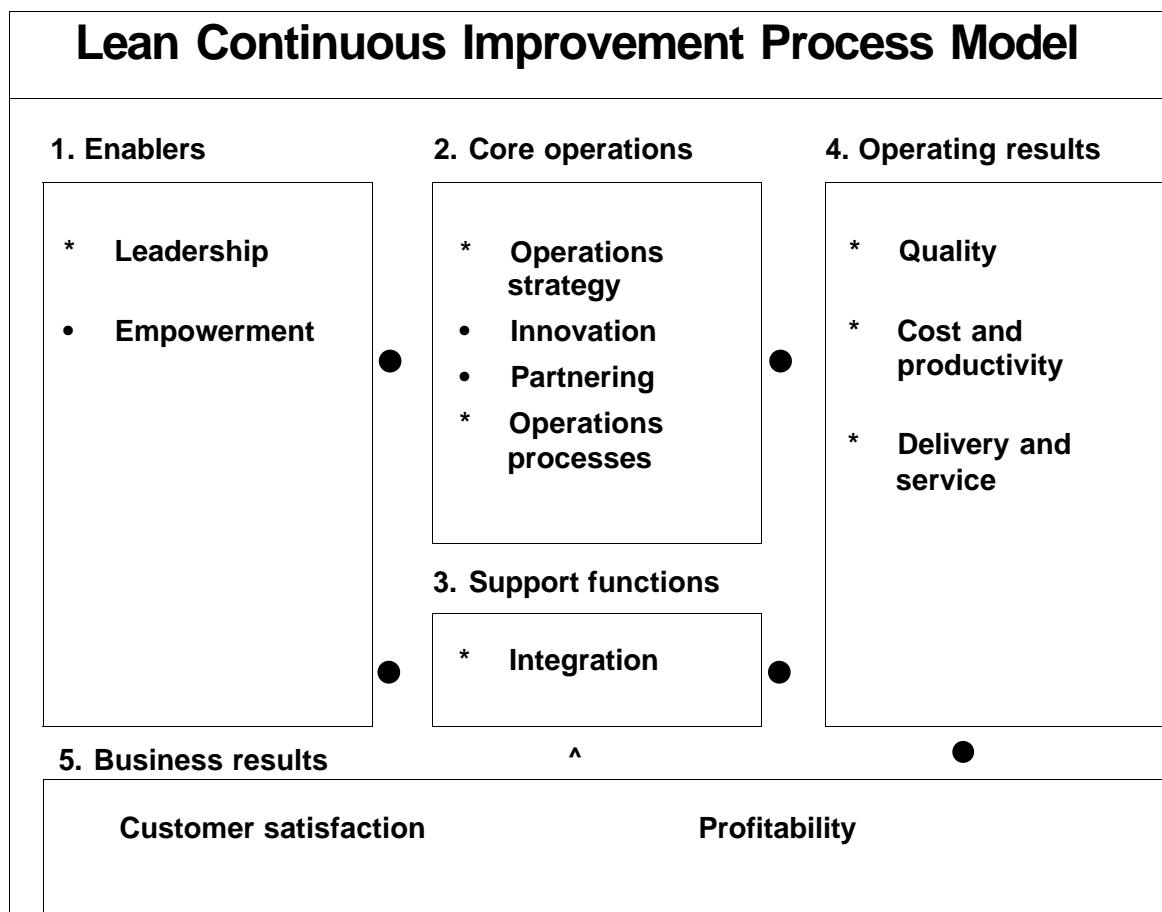 Lean Continuous Improvement Process Model
1. Enablers
* Leadership
• Empowerment
2. Core operations
* Operations
strategy
• Innovation
• Partnering
* Operations
processes
3. Support functions
* Integration
4. Operating results
* Quality
* Cost and
productivity
* Delivery and
service
5. Business results
^
Customer satisfaction
Profitability